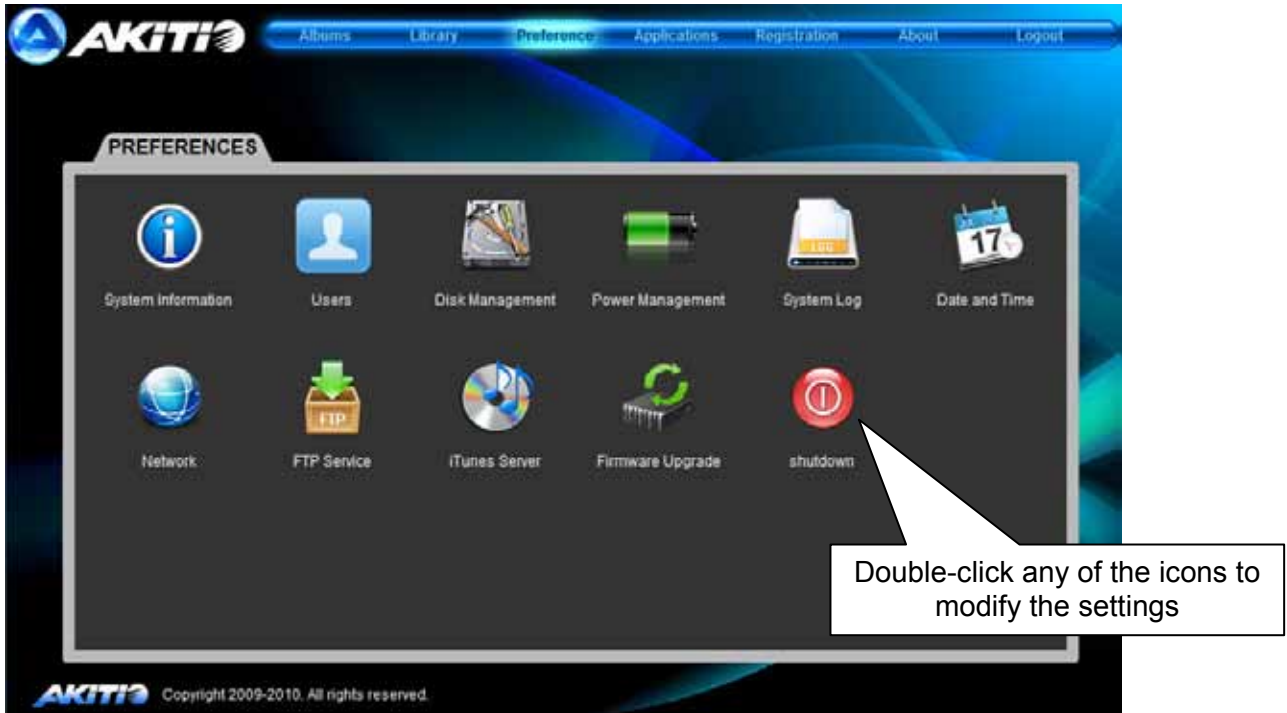 AKiTiO
Albums Library Preference Applications Registration About Logout
PREFERENCES
LOG
17
System Information Users Disk Management Power Management System Log Date and Time
FTP
Network FTP Service iTunes Server Firmware Upgrade shutdown
Double-click any of the icons to
modify the settings
AKiTiO Copyright 2009-2010. All rights reserved.